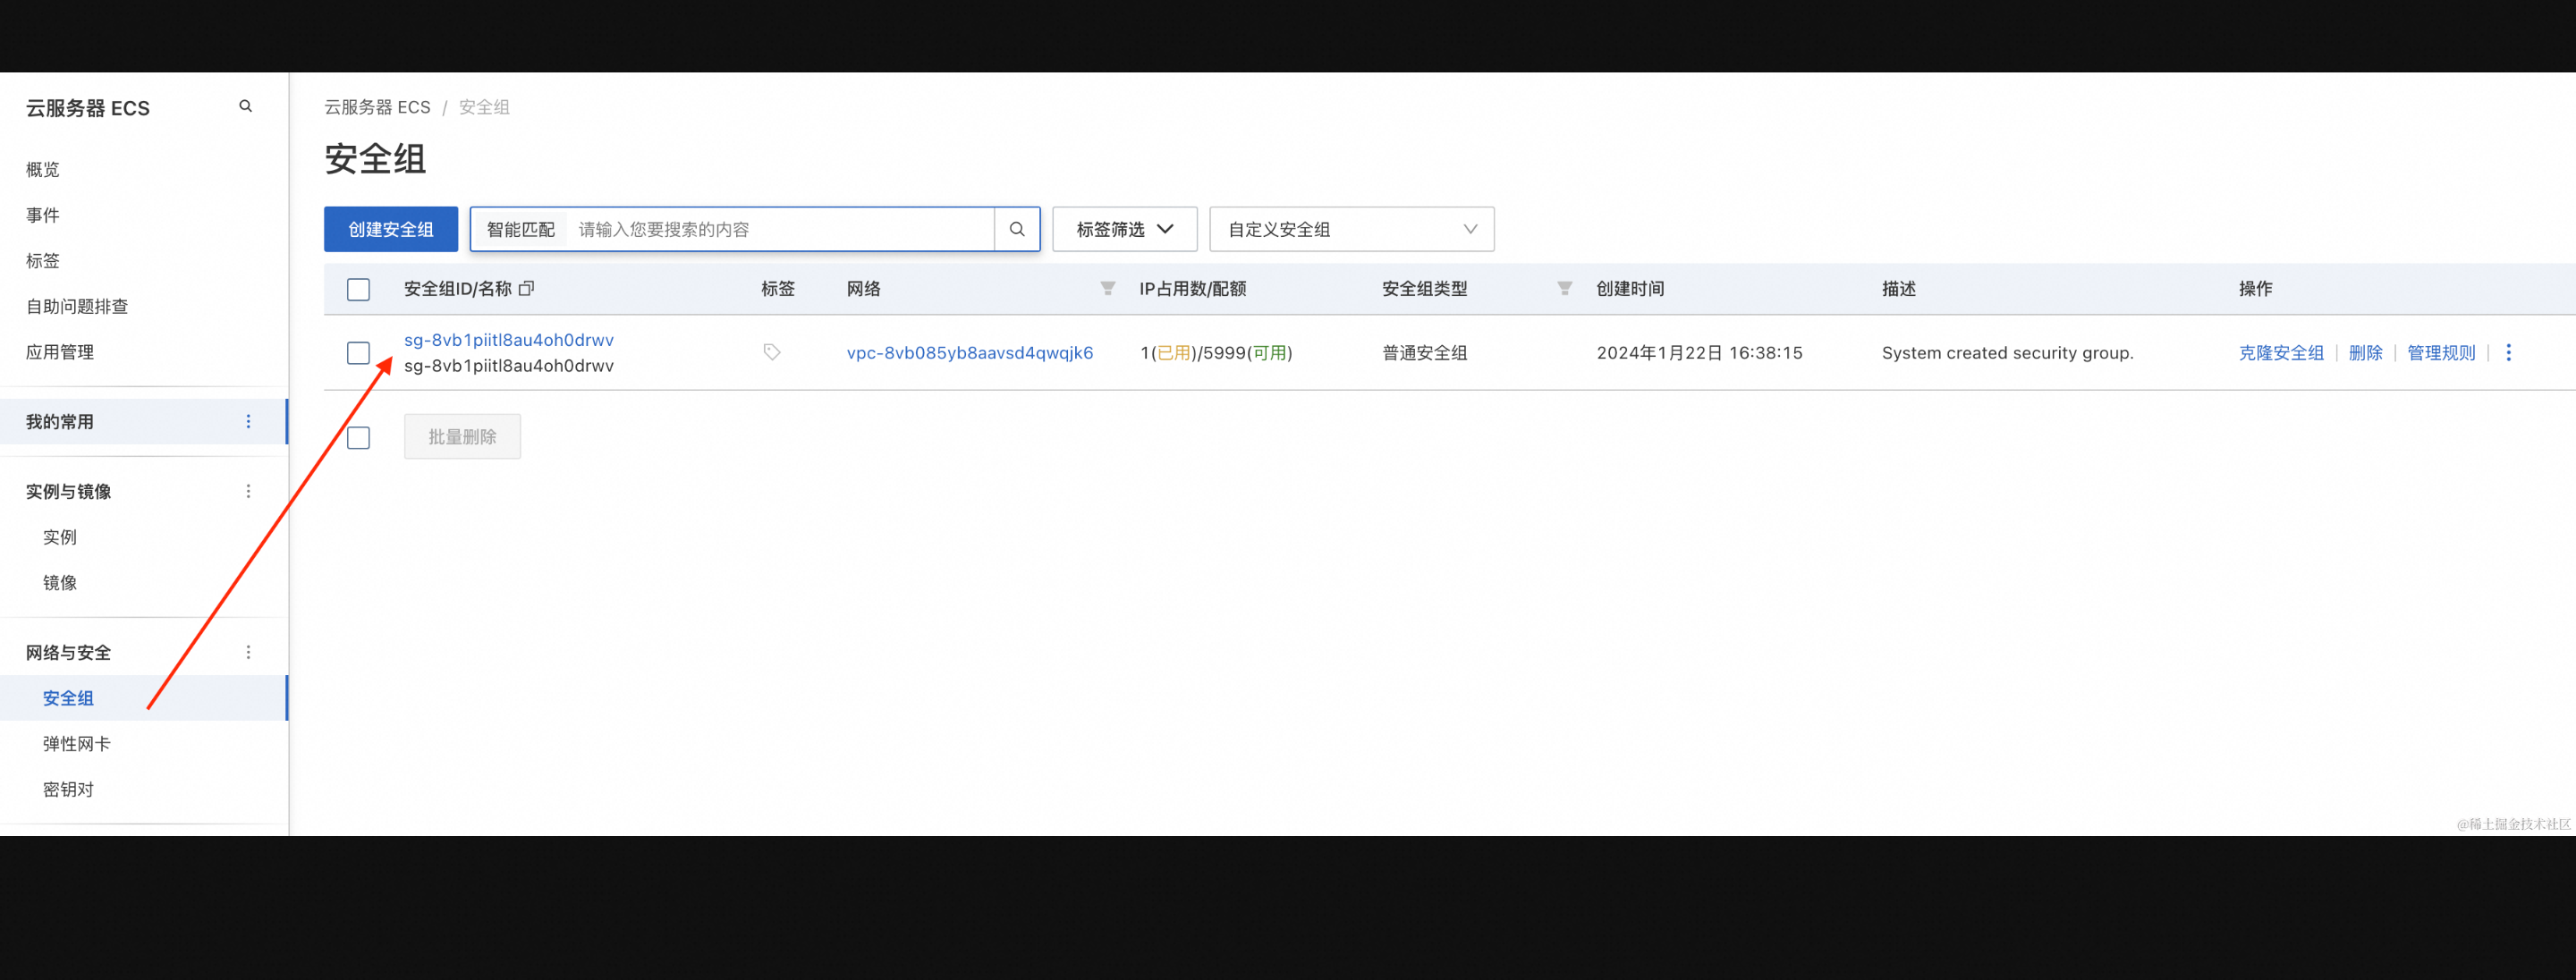 云服务器 ECS
概览
事件
标签
自助问题排查
应用管理
我的常用
实例与镜像
实例
镜像
网络与安全
安全组
弹性网卡
密钥对
云服务器 ECS / 安全组
安全组
创建安全组 智能匹配 请输入您要搜索的内容 标签筛选 自定义安全组
安全组ID/名称 标签 网络 IP占用数/配额 安全组类型 创建时间 描述 操作
sg-8vb1piitl8au4oh0drwv
sg-8vb1piitl8au4oh0drwv
vpc-8vb085yb8aavsd4qwqjk6 1(已用)/5999(可用) 普通安全组 2024年1月22日 16:38:15 System created security group. 克隆安全组 | 删除 | 管理规则 |
批量删除
@稀土掘金技术社区